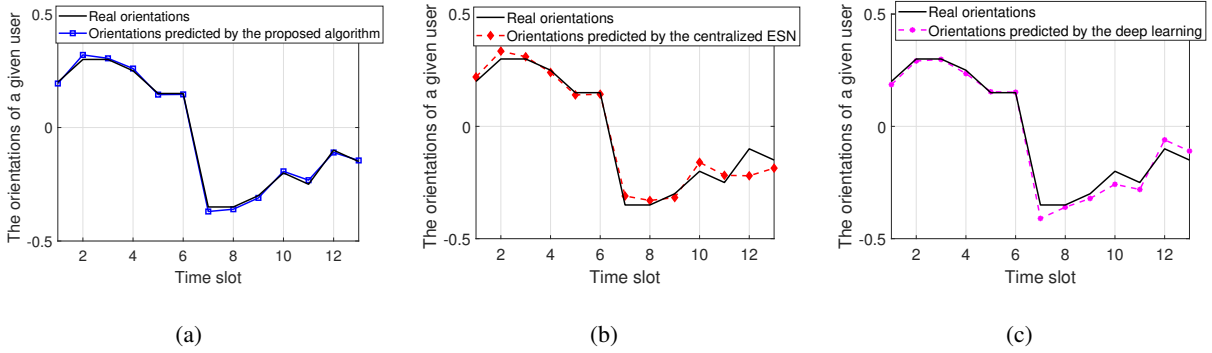 Real orientations
Orientations predicted by the proposed algorithm
0.5
0
-0.5
The orientations of a given user
2 4 6 8 10 12
Time slot
(a)
Real orientations
Orientations predicted by the centralized ESN
0.5
0
-0.5
The orientations of a given user
2 4 6 8 10 12
Time slot
(b)
Real orientations
Orientations predicted by the deep learning
0.5
0
-0.5
The orientations of a given user
2 4 6 8 10 12
Time slot
(c)